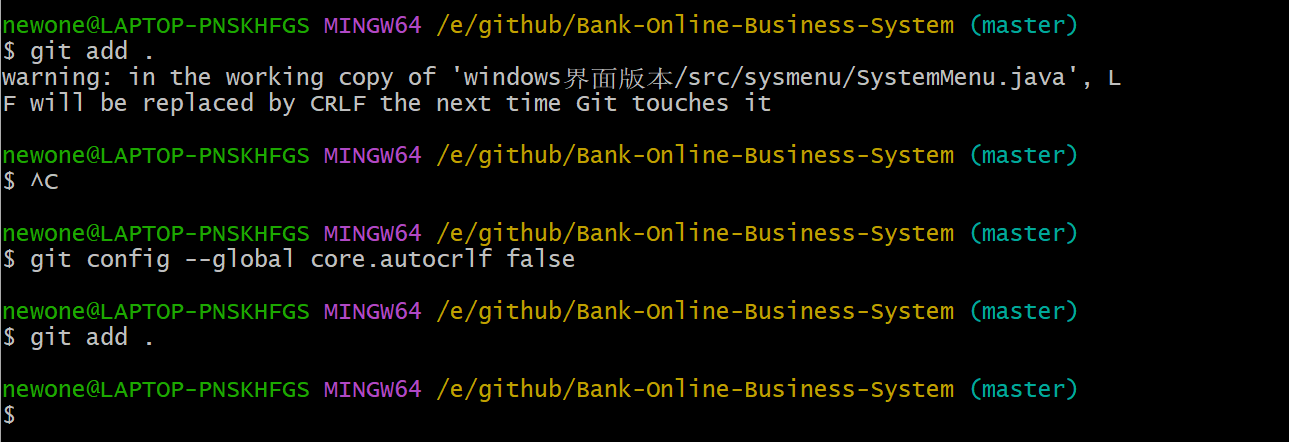 newone@LAPTOP-PNSKHFGS MINGW64 /e/github/Bank-Online-Business-System (master)
$ git add .
warning: in the working copy of 'windows界面版本/src/sysmenu/SystemMenu.java', L
F will be replaced by CRLF the next time Git touches it
newone@LAPTOP-PNSKHFGS MINGW64 /e/github/Bank-Online-Business-System (master)
$ ^C
newone@LAPTOP-PNSKHFGS MINGW64 /e/github/Bank-Online-Business-System (master)
$ git config --global core.autocrlf false
newone@LAPTOP-PNSKHFGS MINGW64 /e/github/Bank-Online-Business-System (master)
$ git add .
newone@LAPTOP-PNSKHFGS MINGW64 /e/github/Bank-Online-Business-System (master)
$